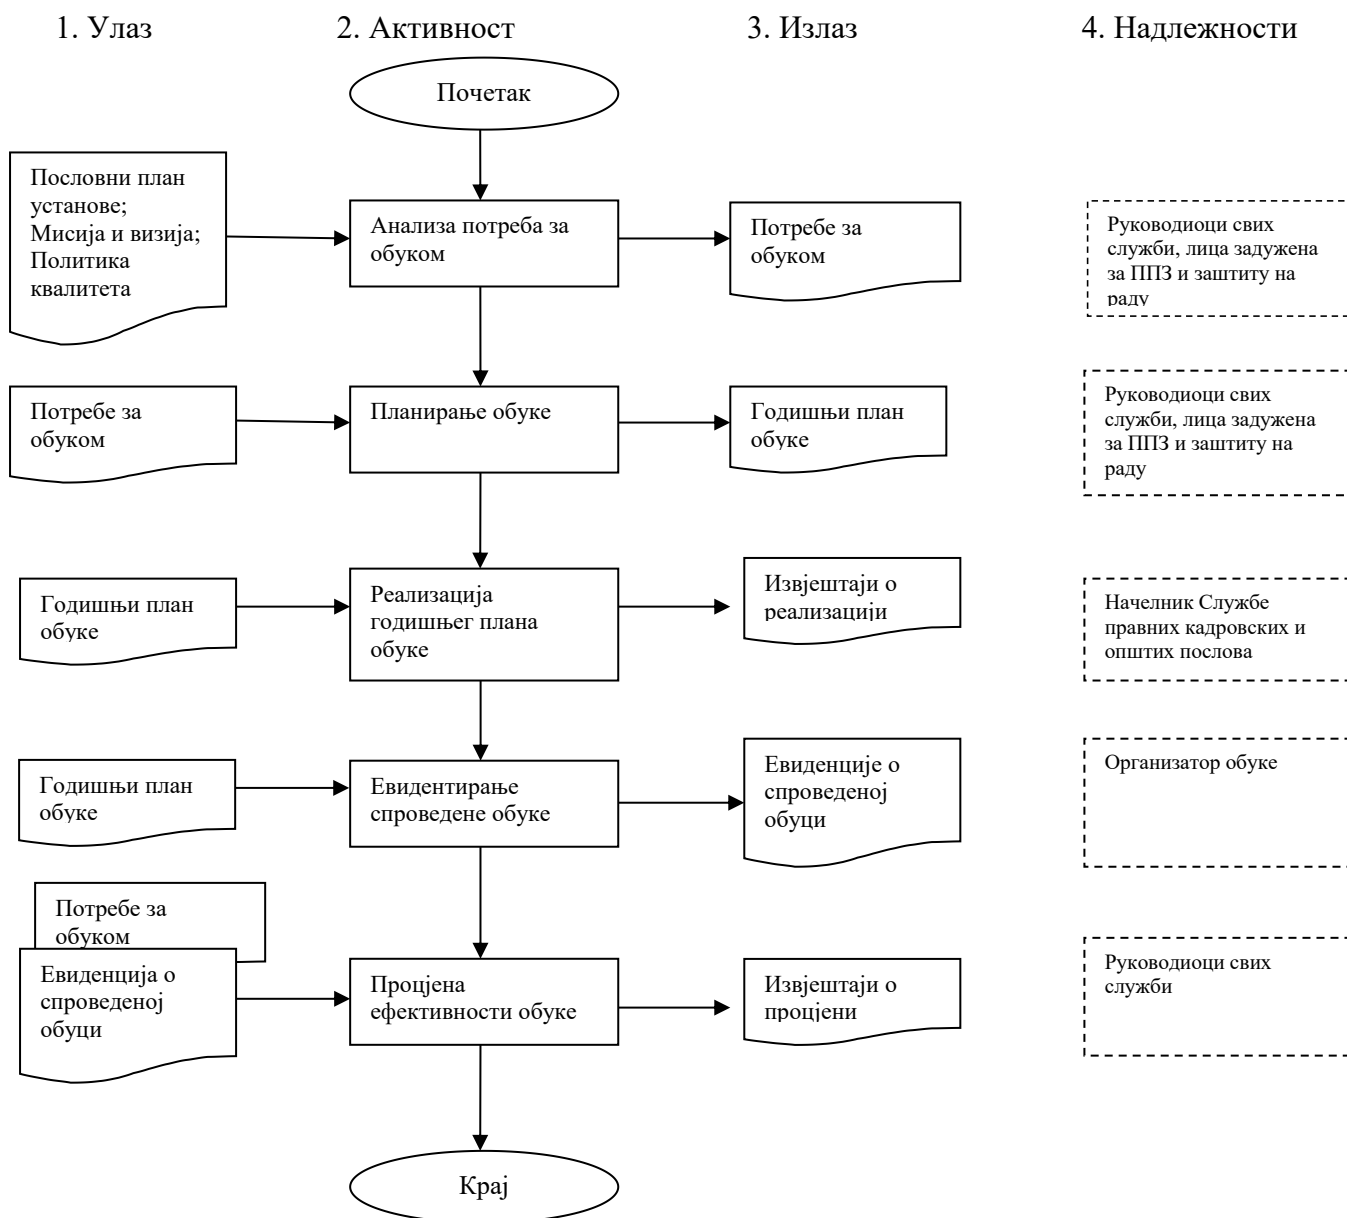 1. Улаз
2. Активност
3. Излаз
4. Надлежности
Почетак
Пословни план
установе;
Мисија и визија;
Политика
квалитета
Анализа потреба за
обуком
Потребе за
обуком
Руководиоци свих
служби, лица задужена
за ППЗ и заштиту на
раду
Потребе за
обуком
Планирање обуке
Годишњи план
обуке
Руководиоци свих
служби, лица задужена
за ППЗ и заштиту на
раду
Годишњи план
обуке
Реализација
годишњег плана
обуке
Извјештаји о
реализацији
Начелник Службе
правних кадровских и
општих послова
Годишњи план
обуке
Евидентирање
спроведене обуке
Евиденције о
спроведеној
обуци
Организатор обуке
Потребе за
обуком
Евиденција о
спроведеној
обуци
Процјена
ефективности обуке
Извјештаји о
процјени
Руководиоци свих
служби
Крај